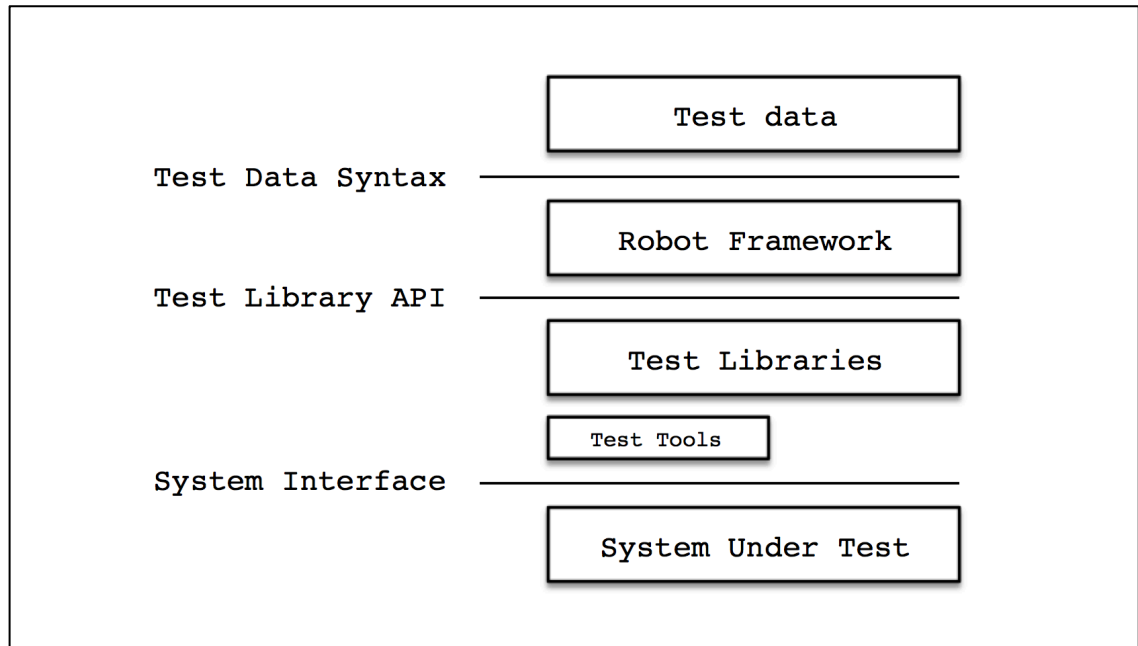 Test data
Test Data Syntax
Robot Framework
Test Library API
Test Libraries
Test Tools
System Interface
System Under Test